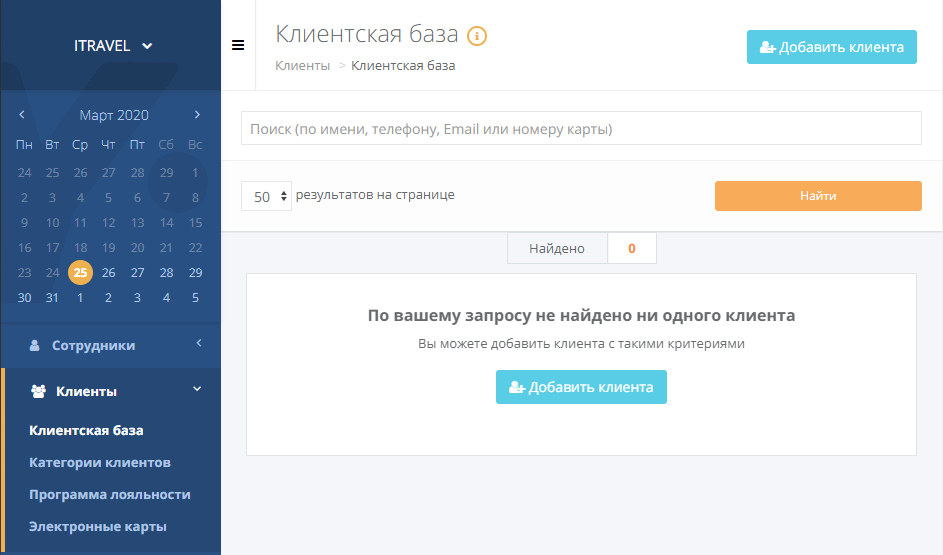 ITRAVEL
Март 2020
Пн Вт Ср Чт Пт Сб Вс
24 25 26 27 28 29 1
2 3 4 5 6 7 8
9 10 11 12 13 14 15
16 17 18 19 20 21 22
23 24 25 26 27 28 29
30 31 1 2 3 4 5
Сотрудники
Клиенты
Клиентская база
Категории клиентов
Программа лояльности
Электронные карты
Клиентская база
Клиенты > Клиентская база
Добавить клиента
Поиск (по имени, телефону, Email или номеру карты)
50 результатов на странице
Найти
Найдено 0
По вашему запросу не найдено ни одного клиента
Вы можете добавить клиента с такими критериями
Добавить клиента